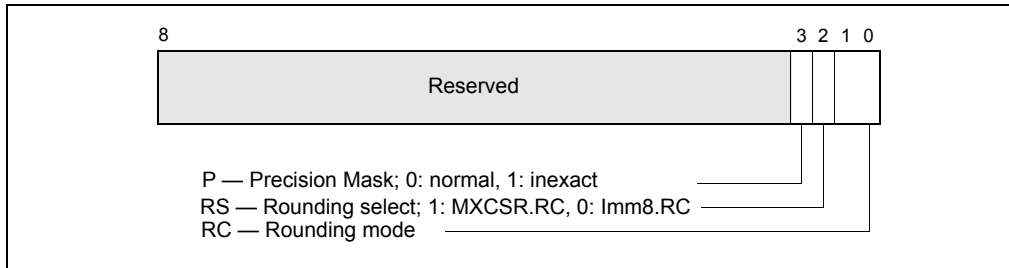 8 3 2 1 0
Reserved
P — Precision Mask; 0: normal, 1: inexact
RS — Rounding select; 1: MXCSR.RC, 0: Imm8.RC
RC — Rounding mode